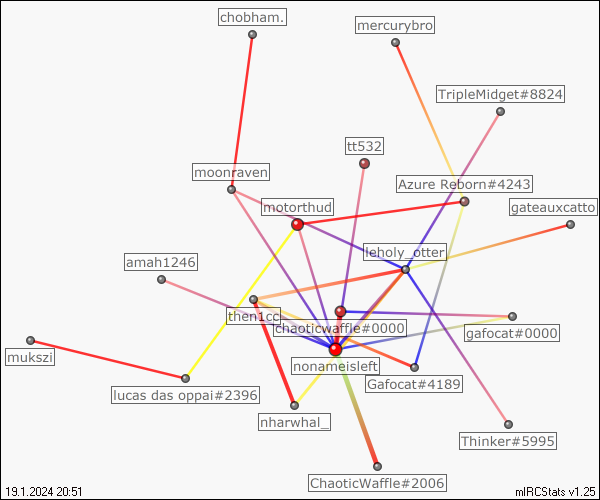 chobham.
mercurybro
TripleMidget#8824
tt532
moonraven
Azure Reborn#4243
motorthud
gateauxcatto
leholy_otter
amah1246
then1cc
chaoticwaffle#0000
gafocat#0000
mukszi
nonameisleft
Gafocat#4189
lucas das oppai#2396
nharwhal_
Thinker#5995
ChaoticWaffle#2006
19.1.2024 20:51
mIRCStats v1.25